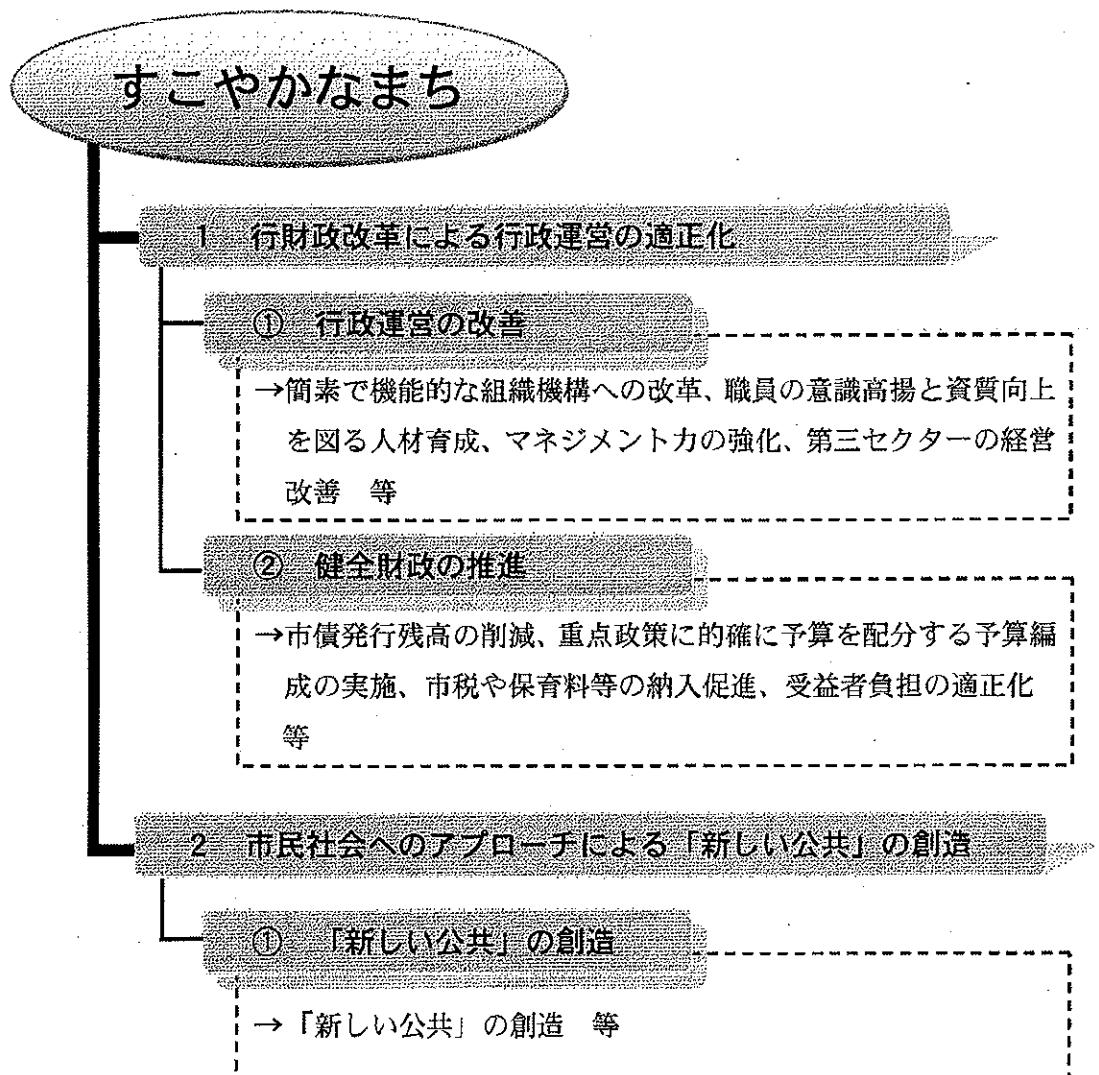 すこやかなまち
1 行財政改革による行政運営の適正化
① 行政運営の改善
→簡素で機能的な組織機構への改革、職員の意識高揚と資質向上
を図る人材育成、マネジメント力の強化、第三セクターの経営
改善 等
② 健全財政の推進
→市債発行残高の削減、重点政策に的確に予算を配分する予算編
成の実施、市税や保育料等の納入促進、受益者負担の適正化
等
2 市民社会へのアプローチによる「新しい公共」の創造
① 「新しい公共」の創造
→「新しい公共」の創造 等